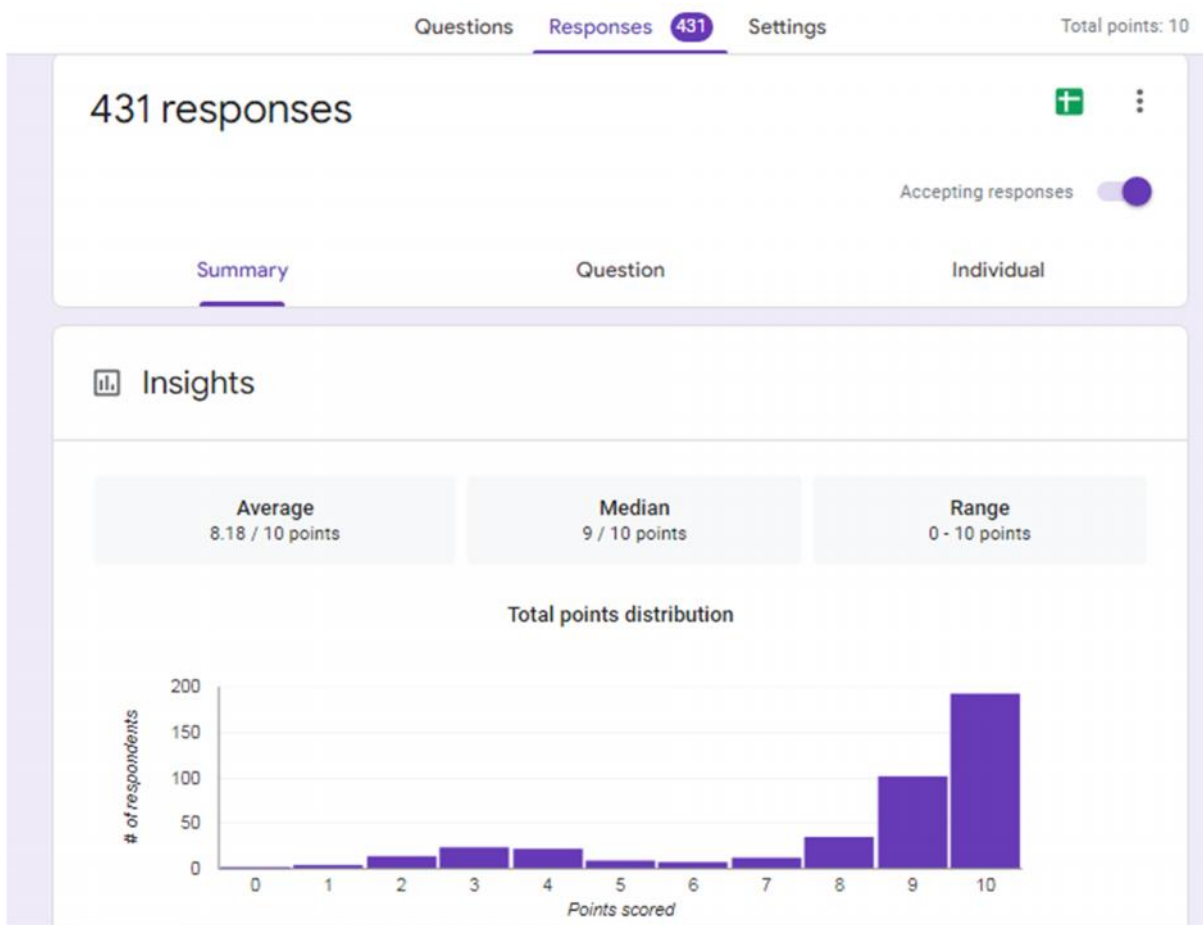 Questions Responses 431 Settings Total points: 10
431 responses
Accepting responses
Summary Question Individual
Insights
Average Median Range
8.18 / 10 points 9 / 10 points 0 - 10 points
Total points distribution
200
150
100
50
0
# of respondents
0 1 2 3 4 5 6 7 8 9 10
Points scored